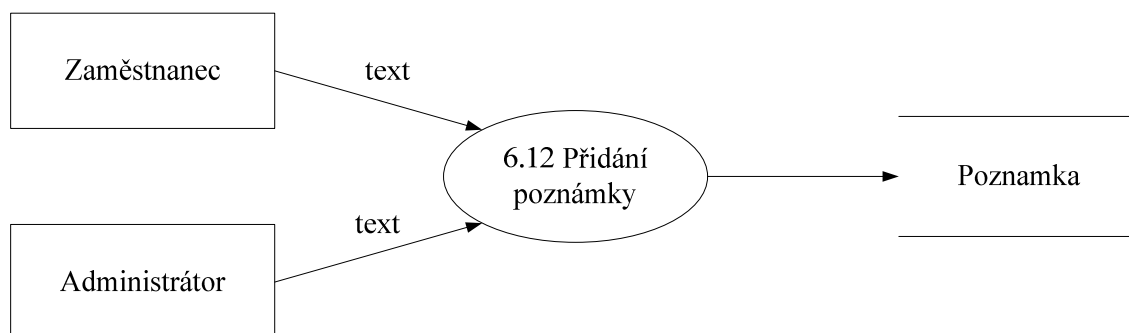 Zaměstnanec
text
6.12 Přidání
poznámky
Poznamka
text
Administrátor